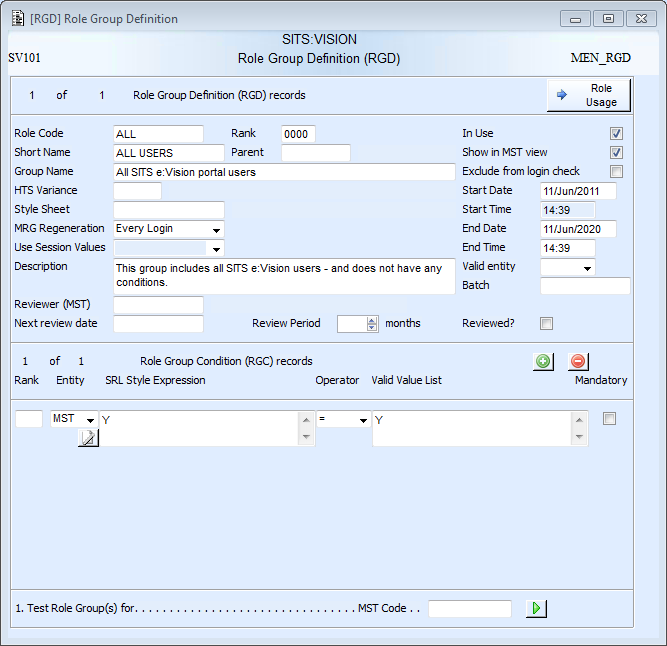 [RGD] Role Group Definition
SITS:VISION
SV101 Role Group Definition (RGD) MEN_RGD
1 of 1 Role Group Definition (RGD) records Role Usage
Role Code ALL Rank 0000 In Use
Short Name ALL USERS Parent Show in MST view
Group Name All SITS e:Vision portal users Exclude from login check
HTS Variance Start Date 11/Jun/2011
Style Sheet Start Time 14:39
MRG Regeneration Every Login End Date 11/Jun/2020
Use Session Values End Time 14:39
Description This group includes all SITS e:Vision users - and does not have any Valid entity
conditions. Batch
Reviewer (MST)
Next review date Review Period months Reviewed?
1 of 1 Role Group Condition (RGC) records
Rank Entity SRL Style Expression Operator Valid Value List Mandatory
MST Y = Y
1. Test Role Group(s) for. . . . . . . . . . . . . . . . . . . . . . . . . . . . . . . MST Code . .